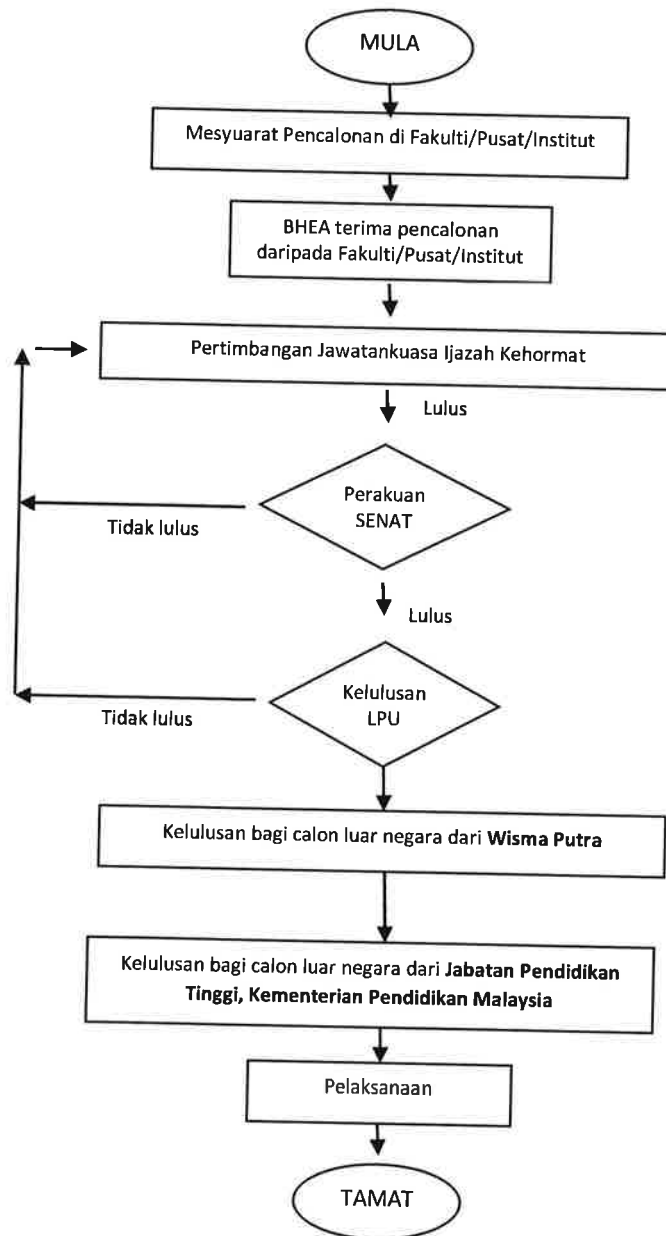 MULA
Mesyuarat Pencalonan di Fakulti/Pusat/Institut
BHEA terima pencalonan
daripada Fakulti/Pusat/Institut
Pertimbangan Jawatankuasa Ijazah Kehormat
Lulus
Perakuan
SENAT
Tidak lulus
Lulus
Kelulusan
LPU
Tidak lulus
Kelulusan bagi calon luar negara dari Wisma Putra
Kelulusan bagi calon luar negara dari Jabatan Pendidikan
Tinggi, Kementerian Pendidikan Malaysia
Pelaksanaan
TAMAT